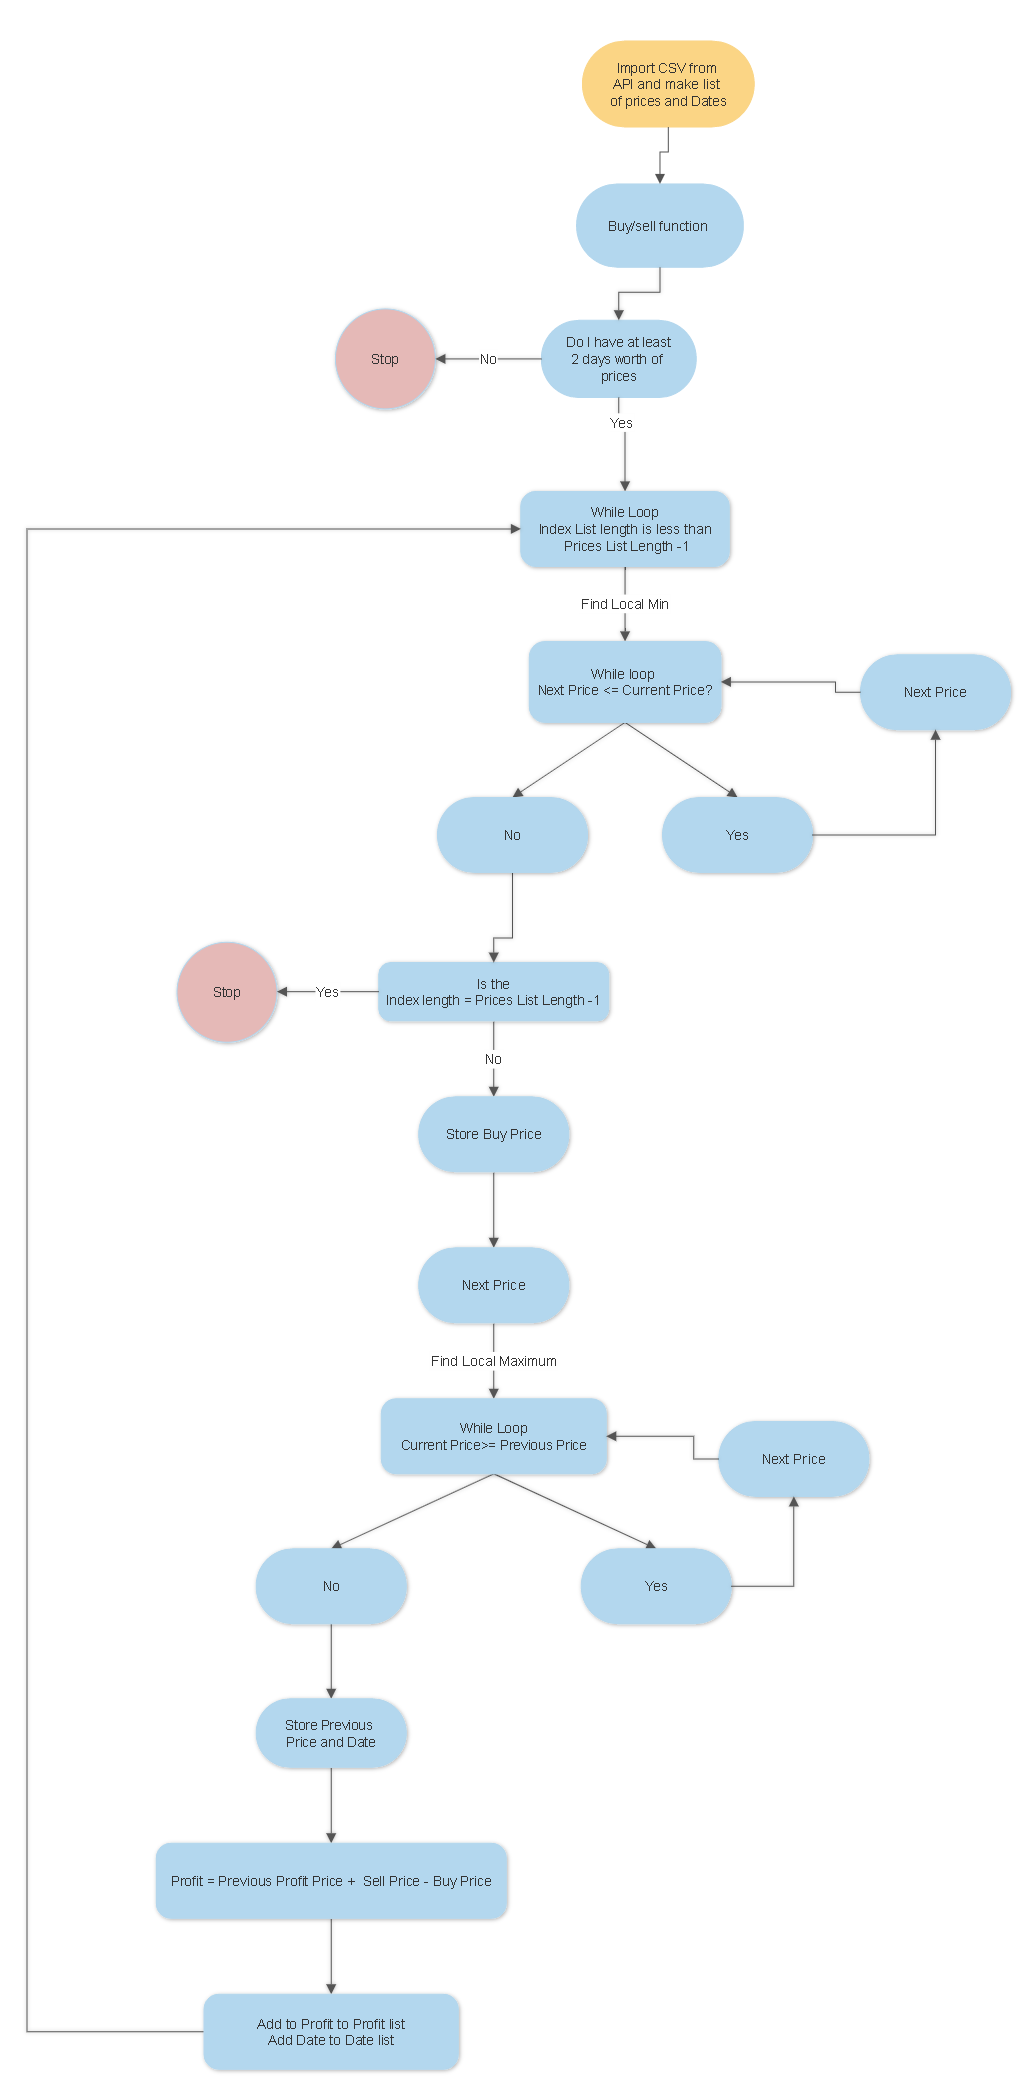 Import CSV from
API and make list
of prices and Dates
Buy/sell function
Do I have at least
2 days worth of
prices
No
Stop
Yes
While Loop
Index List length is less than
Prices List Length -1
Find Local Min
While loop
Next Price <= Current Price?
Next Price
No
Yes
Is the
Index length = Prices List Length -1
Yes
Stop
No
Store Buy Price
Next Price
Find Local Maximum
While Loop
Current Price>= Previous Price
Next Price
No
Yes
Store Previous
Price and Date
Profit = Previous Profit Price + Sell Price - Buy Price
Add to Profit to Profit list
Add Date to Date list